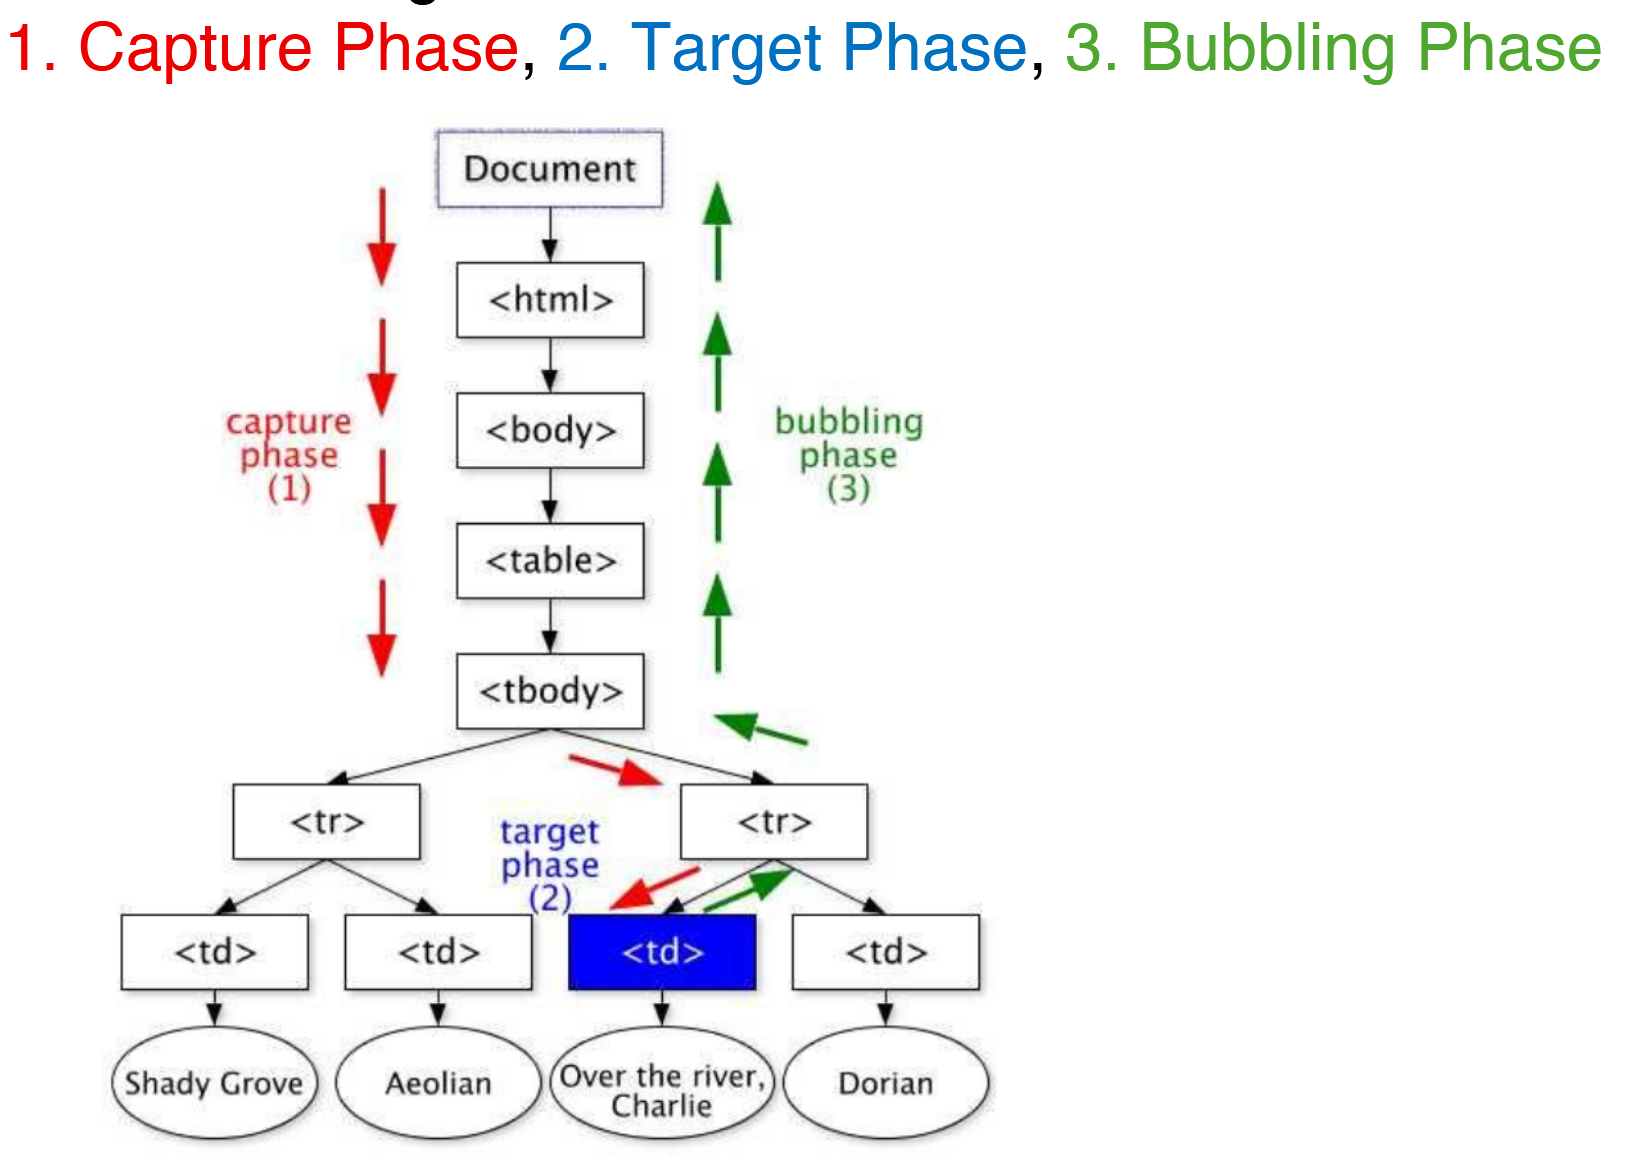 1. Capture Phase, 2. Target Phase, 3. Bubbling Phase
Document
<html>
capture
phase
(1)
<body>
bubbling
phase
(3)
<table>
<tbody>
<tr>
target
phase
(2)
<tr>
<td>
<td>
<td>
<td>
Shady Grove
Aeolian
Over the river,
Charlie
Dorian